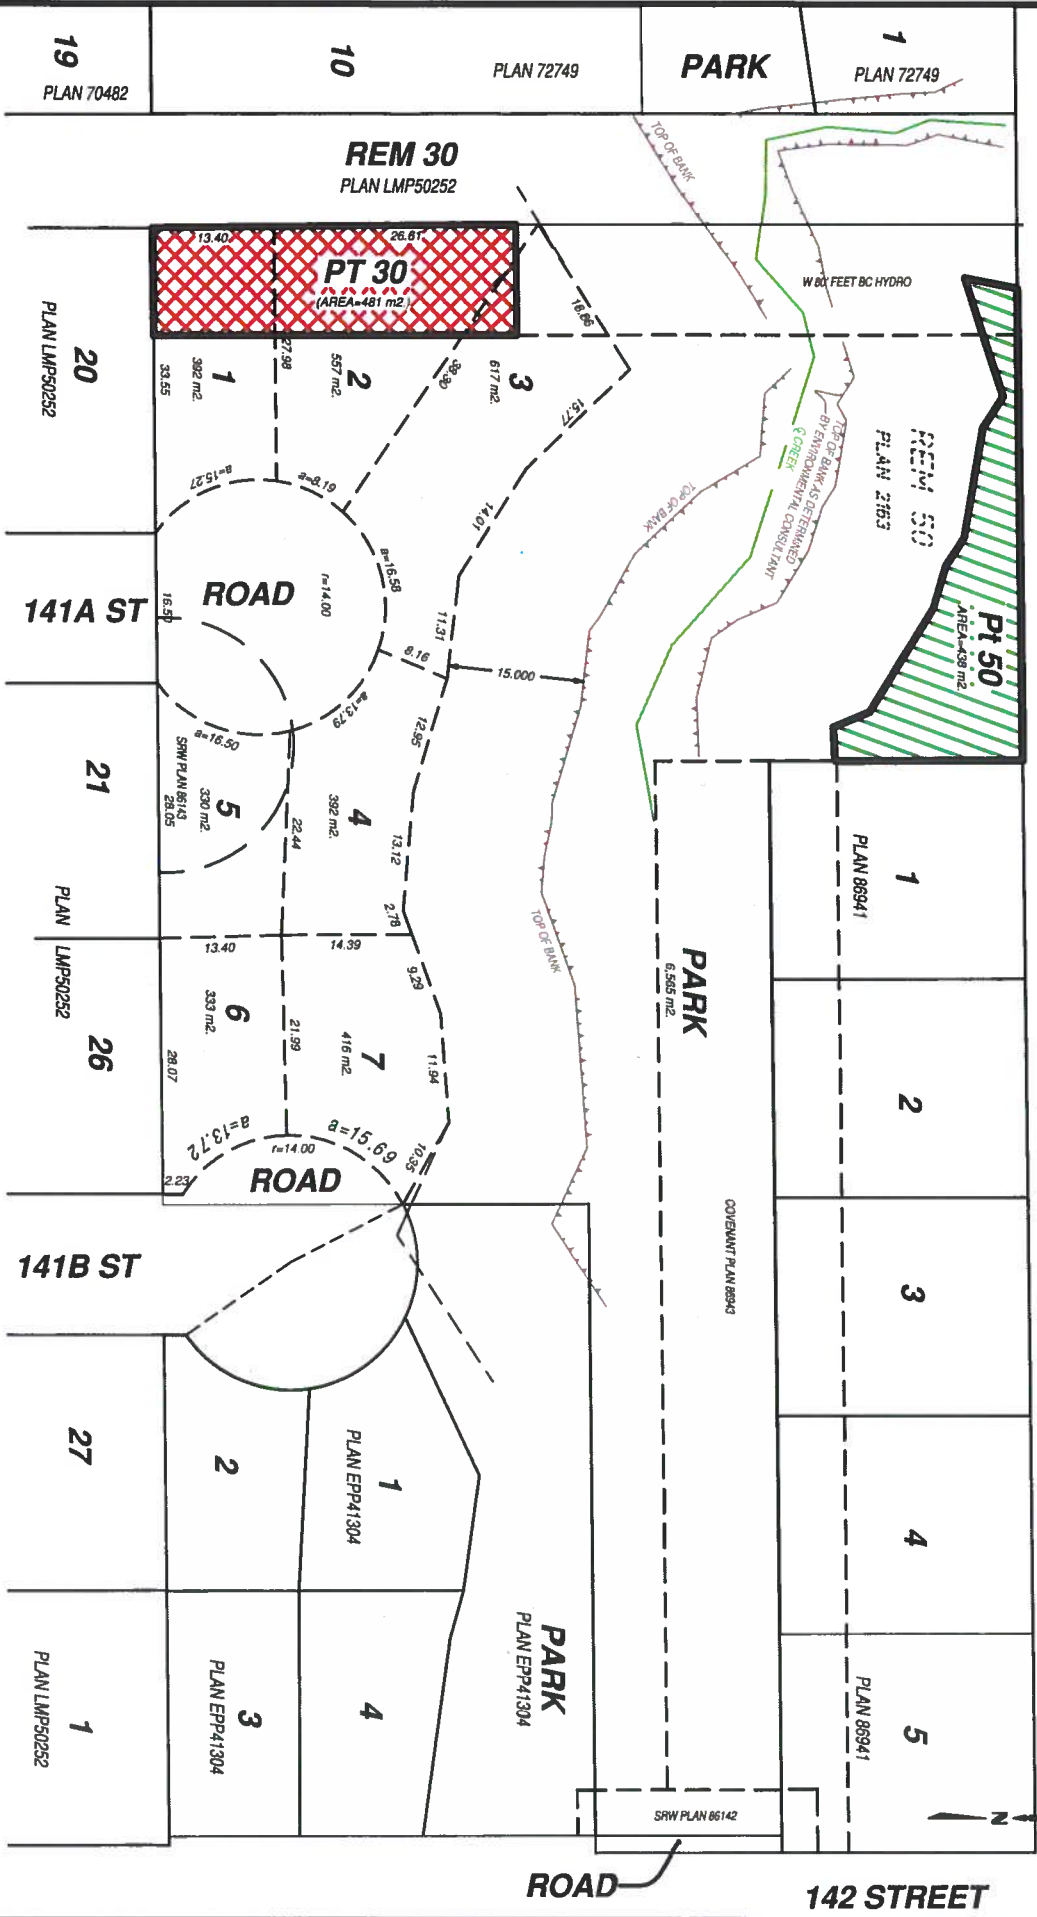 19
PLAN 70482
10
PLAN 72749
PARK
1
PLAN 72749
REM 30
PLAN LMP50252
TOP OF BANK
13.40
26.61
PT 30
(AREA=481 m2.)
W 80' FEET BC HYDRO
16.66
20
PLAN LMP50252
1
392 m2.
33.55
27.98
2
557 m2.
39.30
3
617 m2.
15.77
a=15.27
a=8.19
14.01
TOP OF BANK
TOP OF BANK AS DETERMINED
BY ENVIRONMENTAL CONSULTANT
℄ CREEK
REM 50
PLAN 2163
Pt 50
AREA=438 m2.
141A ST
ROAD
r=14.00
16.50
a=16.58
11.31
8.16
15.000
a=13.79
a=16.50
12.95
21
SRW PLAN 86143
28.05
5
330 m2.
22.44
4
392 m2.
13.12
2.78
TOP OF BANK
PLAN LMP50252
13.40
14.39
9.29
PARK
6,565 m2.
1
PLAN 86941
26
6
333 m2.
28.07
21.99
7
416 m2.
11.94
2
a=13.72
r=14.00
a=15.69
10.35
2.23
ROAD
COVENANT PLAN 86943
3
141B ST
27
2
1
PLAN EPP41304
4
1
PLAN LMP50252
3
PLAN EPP41304
4
PARK
PLAN EPP41304
5
PLAN 86941
SRW PLAN 86142
N
ROAD
142 STREET